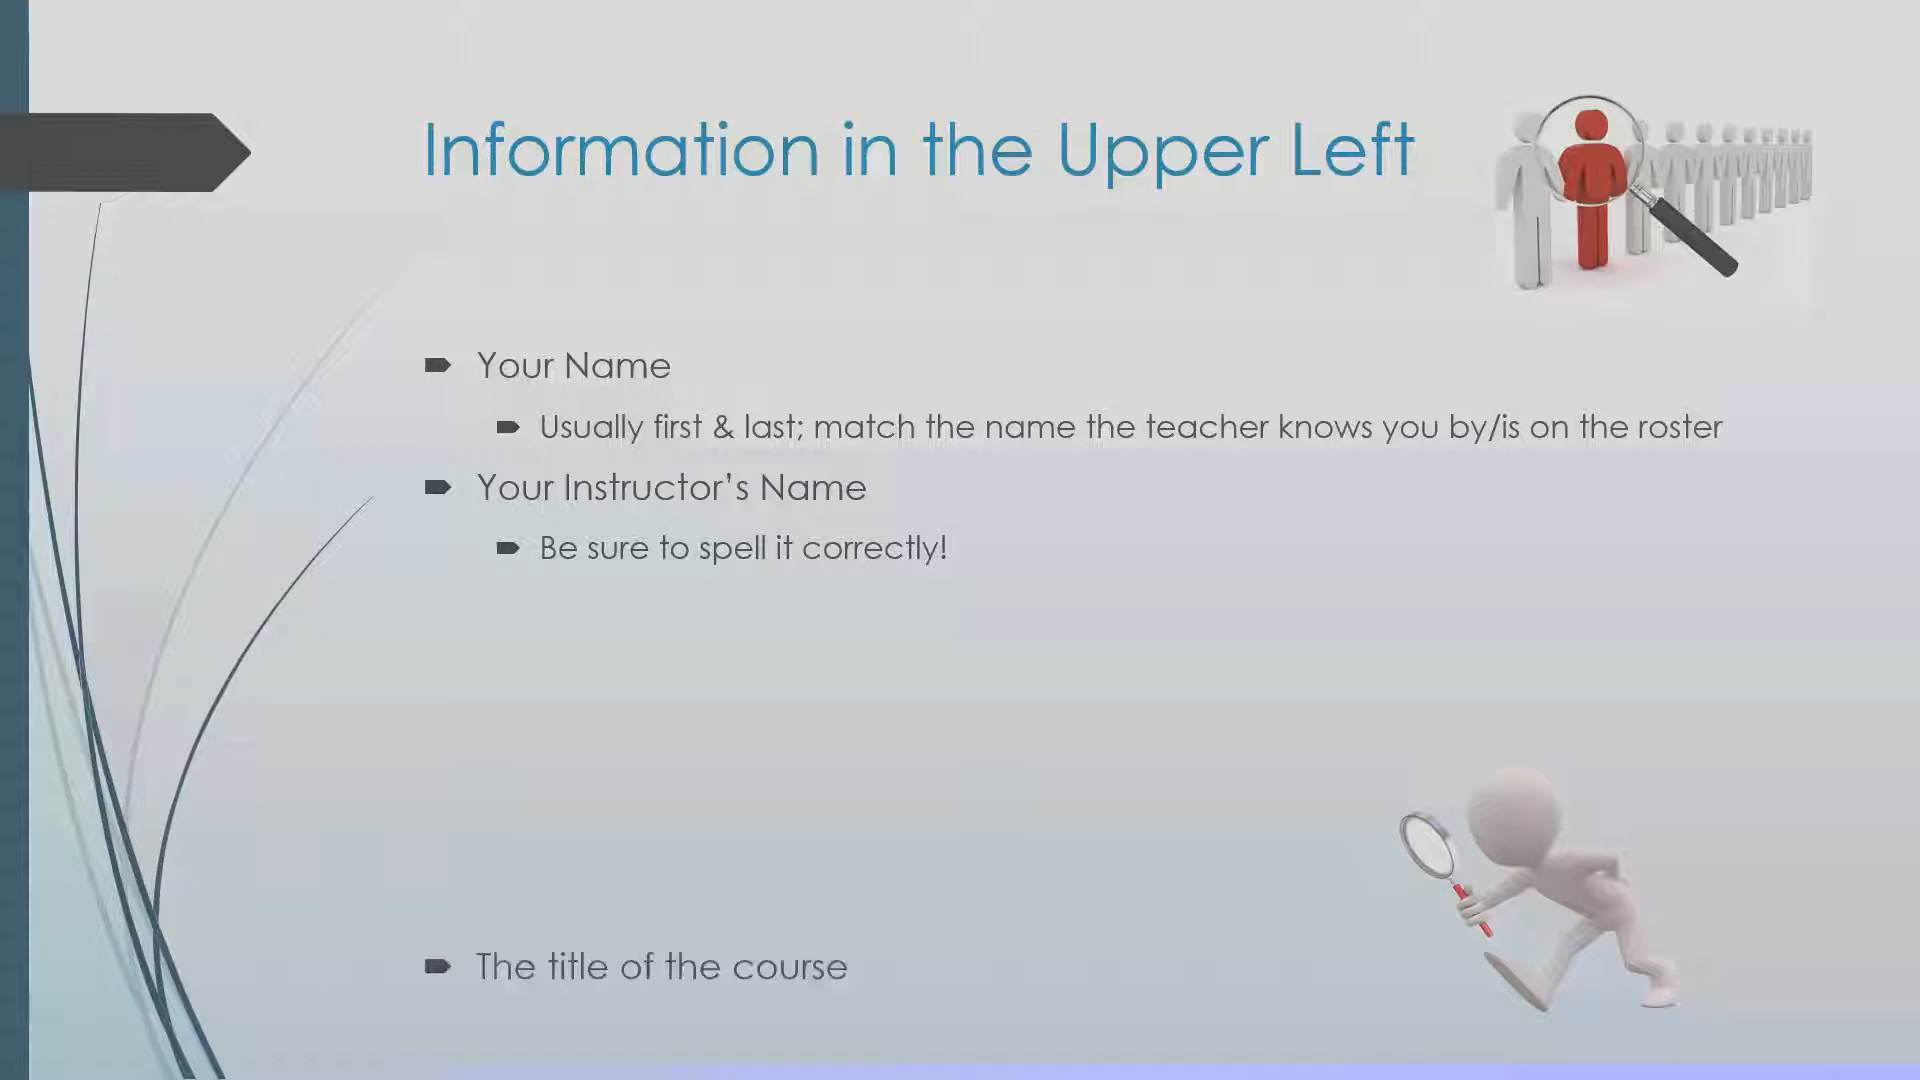 Information in the Upper Left
Your Name
Usually first & last; match the name the teacher knows you by/is on the roster
Your Instructor’s Name
Be sure to spell it correctly!
The title of the course